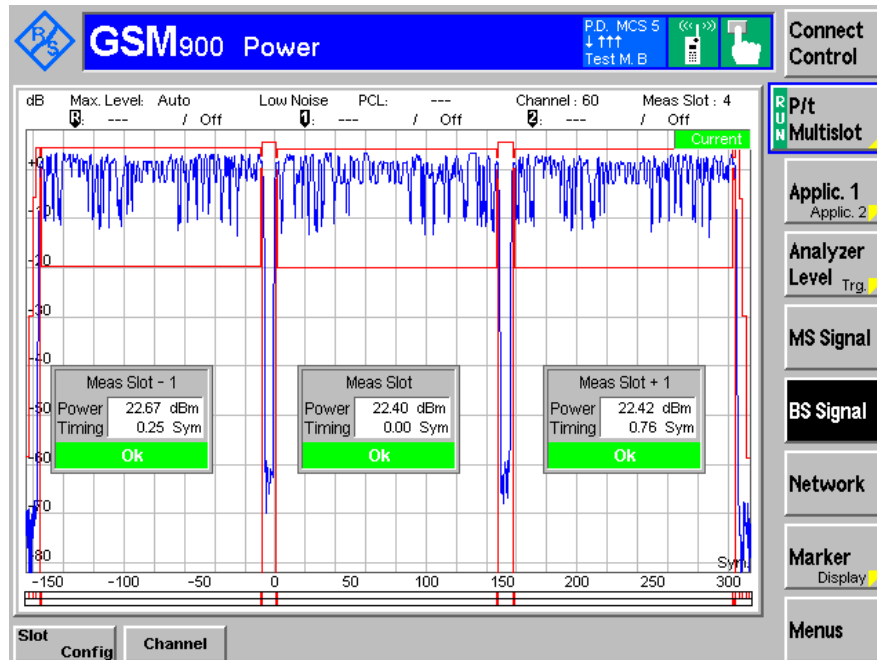 R/S
GSM900 Power
P.D. MCS 5
↓ ↑↑↑
Test M. B
Connect
Control
dB Max. Level: Auto Low Noise PCL: --- Channel : 60 Meas Slot : 4
R: --- / Off 1: --- / Off 2: --- / Off
Current
RUN
P/t
Multislot
+0
-10
-20
-30
-40
-50
-60
-70
-80
Meas Slot - 1
Power 22.67 dBm
Timing 0.25 Sym
Ok
Meas Slot
Power 22.40 dBm
Timing 0.00 Sym
Ok
Meas Slot + 1
Power 22.42 dBm
Timing 0.76 Sym
Ok
Sym
-150 -100 -50 0 50 100 150 200 250 300
Applic. 1
Applic. 2
Analyzer
Level Trg.
MS Signal
BS Signal
Network
Marker
Display
Menus
Slot
Config
Channel